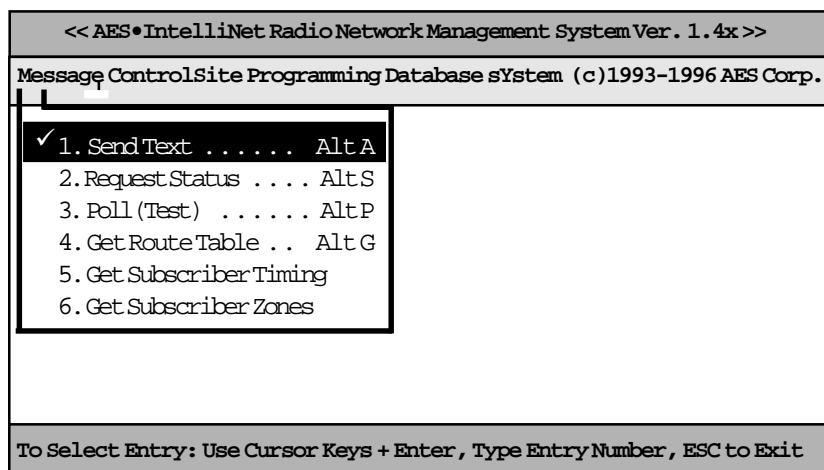 << AES•IntelliNet Radio Network Management System Ver. 1.4x >>
Message Control Site Programming Database sYstem (c)1993-1996 AES Corp.
✓ 1. Send Text ...... Alt A
2. Request Status .... Alt S
3. Poll (Test) ...... Alt P
4. Get Route Table .. Alt G
5. Get Subscriber Timing
6. Get Subscriber Zones
To Select Entry: Use Cursor Keys + Enter, Type Entry Number, ESC to Exit